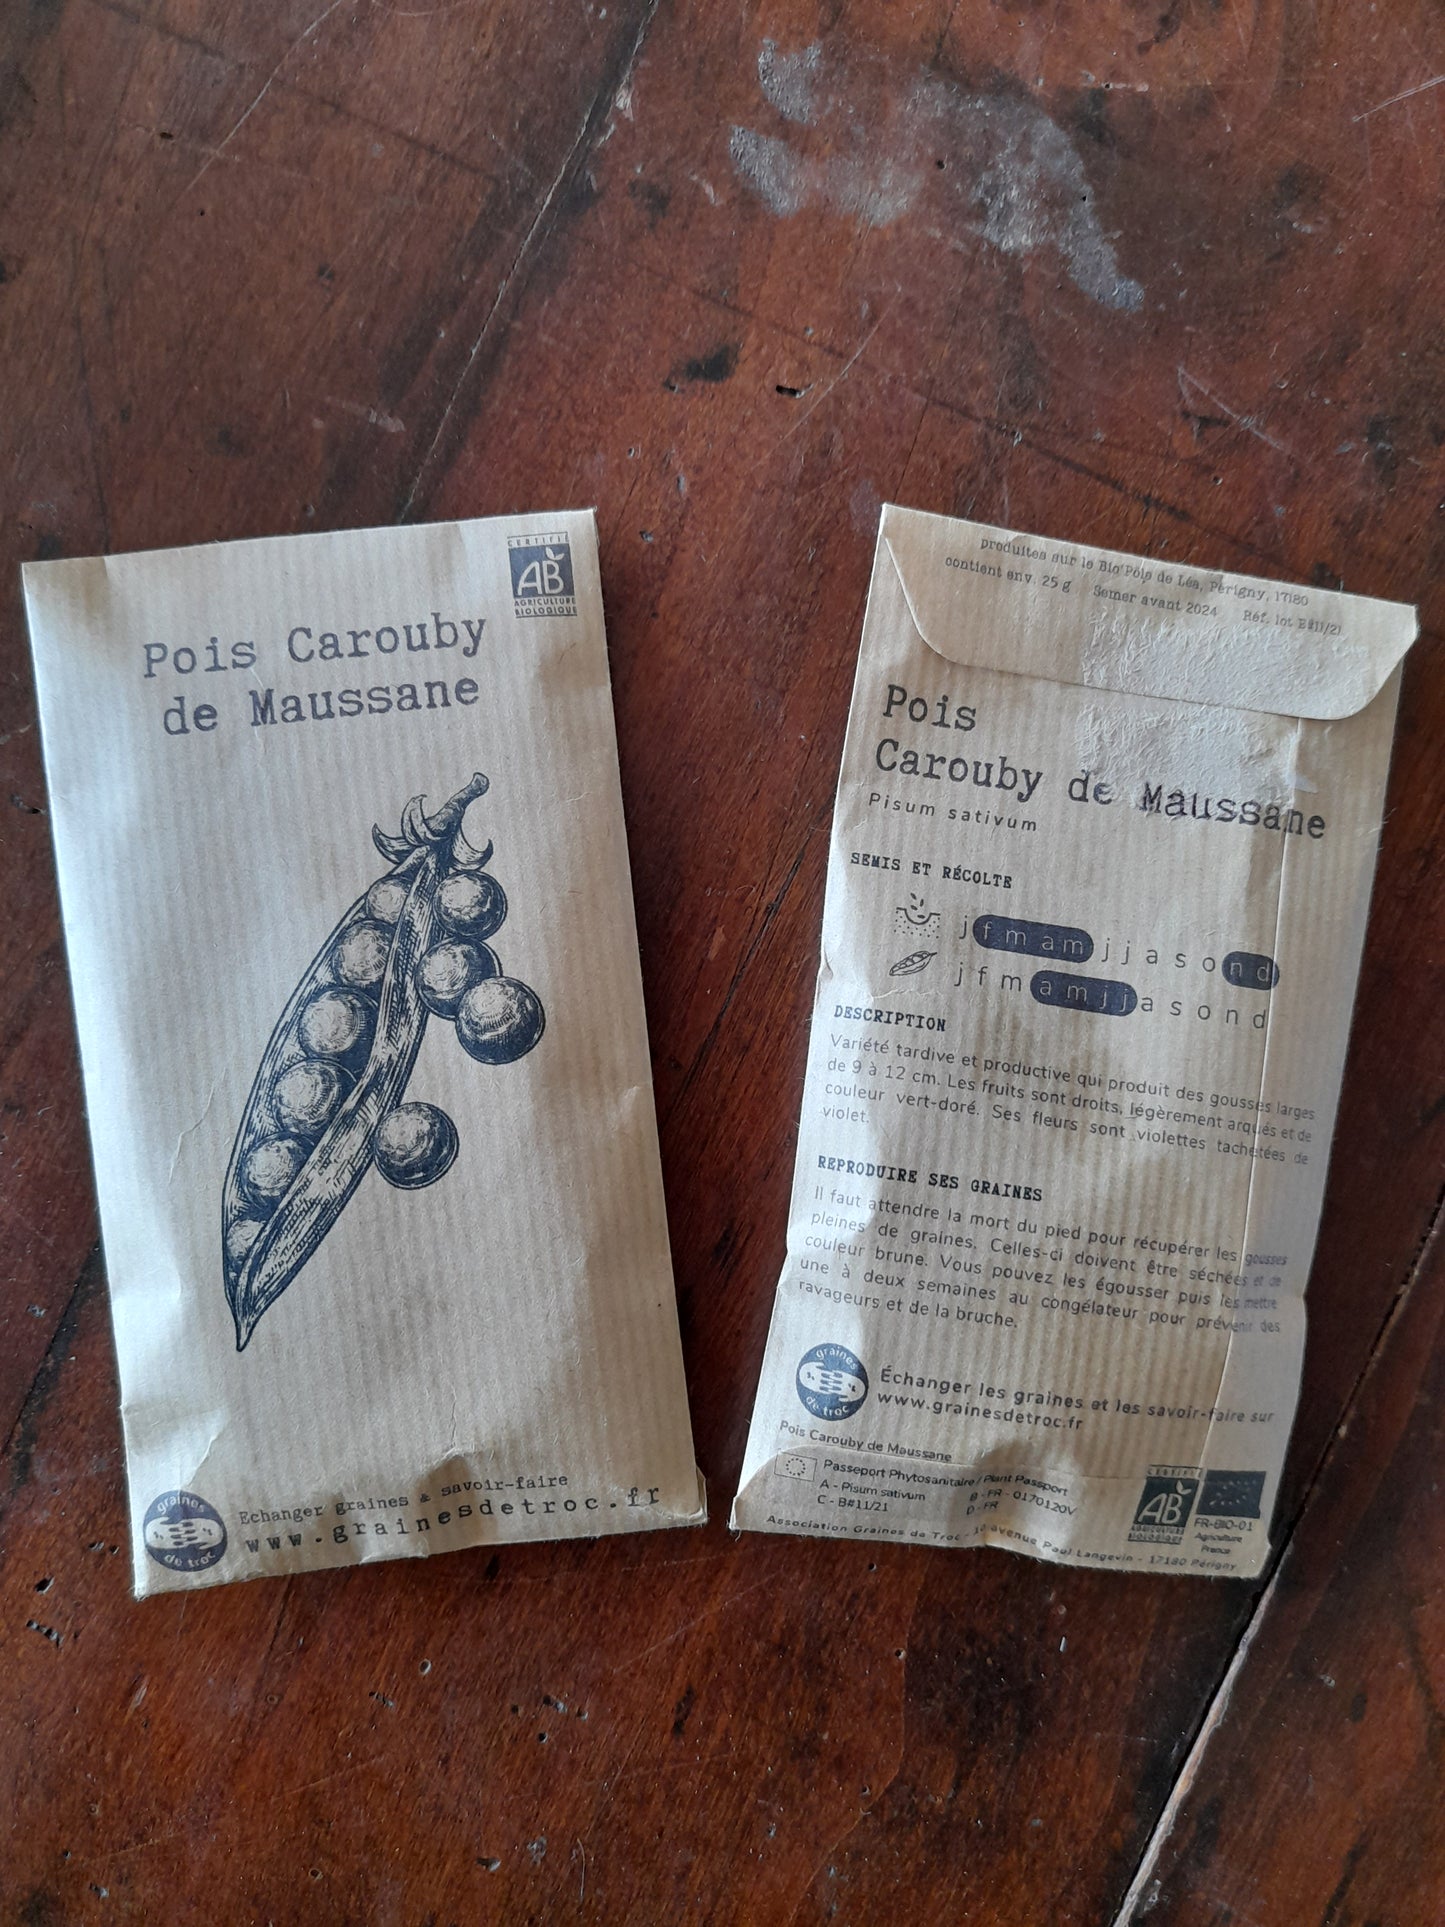 CERTIFIÉ
AB
AGRICULTURE
BIOLOGIQUE
Pois Carouby
de Maussane
graines
de troc
Echanger graines & savoir-faire
www.grainesdetroc.fr
produites sur le Bio'Pôle de Léa, Périgny, 17180
contient env. 25 g Semer avant 2024 Réf. lot B#11/21
Pois
Carouby de Maussane
Pisum sativum
SEMIS ET RÉCOLTE
j f m a m j j a s o n d
j f m a m j j a s o n d
DESCRIPTION
Variété tardive et productive qui produit des gousses larges
de 9 à 12 cm. Les fruits sont droits, légèrement arqués et de
couleur vert-doré. Ses fleurs sont violettes tachetées de
violet.
REPRODUIRE SES GRAINES
Il faut attendre la mort du pied pour récupérer les gousses
pleines de graines. Celles-ci doivent être séchées et de
couleur brune. Vous pouvez les égousser puis les mettre
une à deux semaines au congélateur pour prévenir des
ravageurs et de la bruche.
graines
de troc
Échanger les graines et les savoir-faire sur
www.grainesdetroc.fr
Pois Carouby de Maussane
Passeport Phytosanitaire / Plant Passport
A - Pisum sativum B - FR - 0170120V
C - B#11/21 D - FR
CERTIFIÉ
AB
AGRICULTURE
BIOLOGIQUE
FR-BIO-01
Agriculture
France
Association Graines de Troc - 10 avenue Paul Langevin - 17180 Périgny